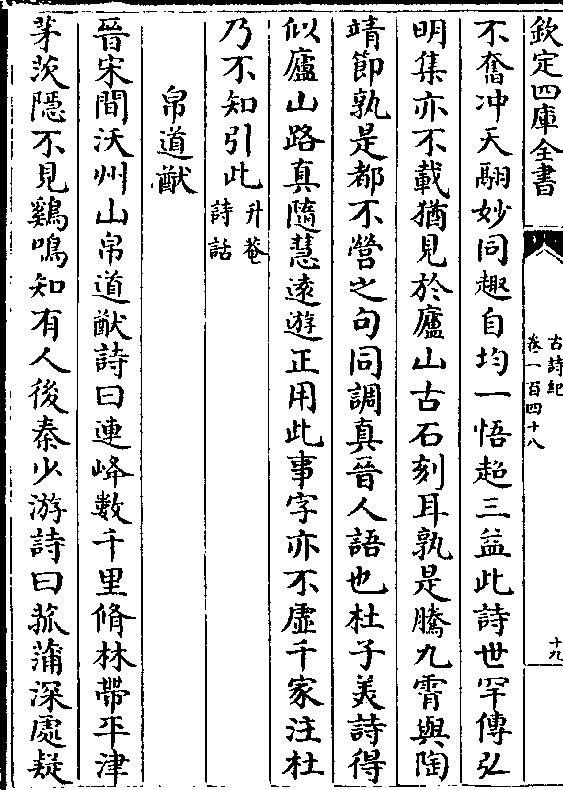 欽定四庫全書
古詩紀
卷一百四十八
十九
不奮冲天翮妙同趣自均一悟超三益此詩世罕傳弘
明集亦不載猶見於廬山古石刻耳孰是騰九霄與陶
靖節孰是都不營之句同調真晉人語也杜子美詩得
似廬山路真隨慧逺遊正用此事字亦不虛千家注杜
乃不知引此
升菴
詩話
帛道猷
晉宋間沃州山帛道猷詩曰連峰數千里脩林帶平津
茅茨隠不見鷄鳴知有人後秦少游詩曰菰蒲深處疑